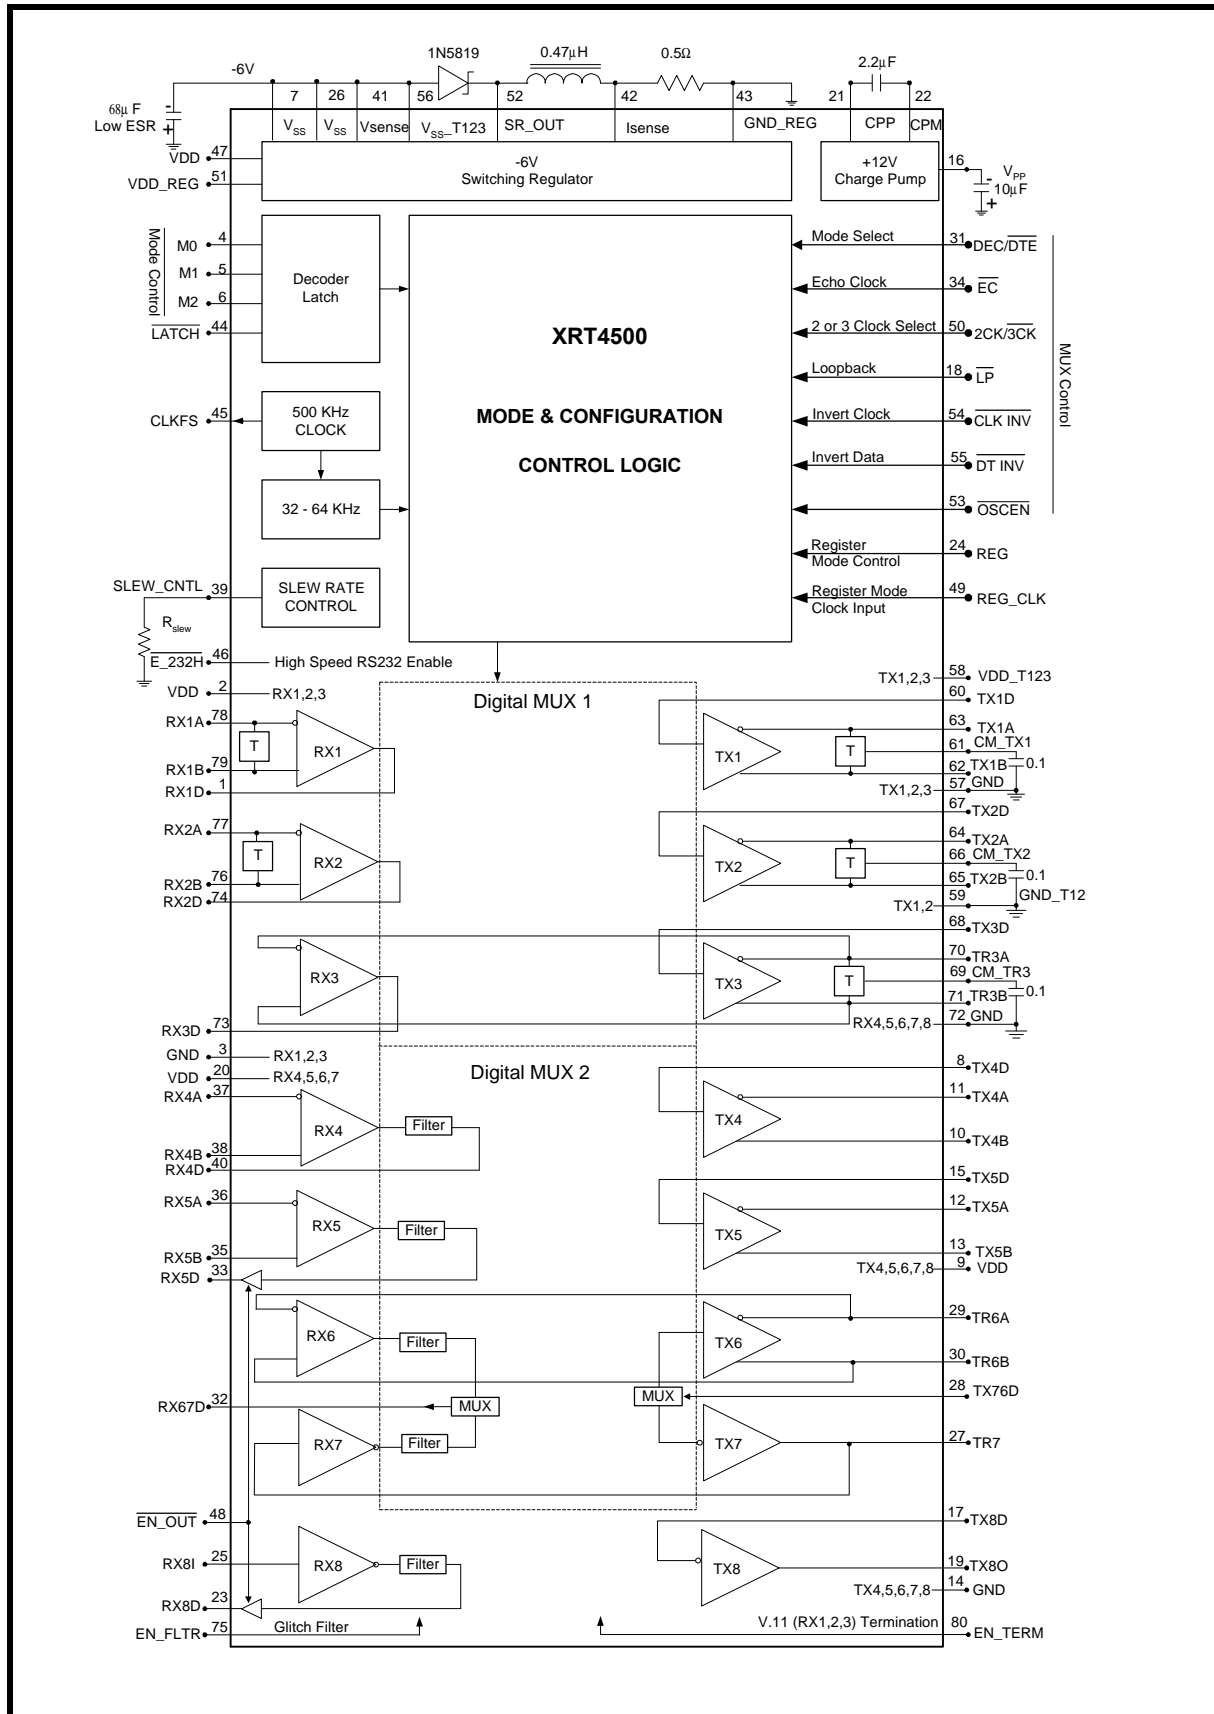 1N5819 0.47µH 0.5Ω 2.2µF
-6V
68µ F
Low ESR
7 26 41 56 52 42 43 21 22
V_SS V_SS Vsense V_SS_T123 SR_OUT Isense GND_REG CPP CPM
VDD 47
VDD_REG 51
-6V
Switching Regulator
+12V
Charge Pump
16 V_PP
- 10µF
+
Mode Control
M0 4
M1 5
M2 6
LATCH 44
Decoder
Latch
CLKFS 45
500 KHz
CLOCK
32 - 64 KHz
SLEW_CNTL 39
SLEW RATE
CONTROL
R_slew
E_232H 46 High Speed RS232 Enable
XRT4500
MODE & CONFIGURATION
CONTROL LOGIC
Mode Select 31 DEC/DTE
Echo Clock 34 EC
2 or 3 Clock Select 50 2CK/3CK
Loopback 18 LP
Invert Clock 54 CLK INV
Invert Data 55 DT INV
53 OSCEN
MUX Control
Register
Mode Control 24 REG
Register Mode
Clock Input 49 REG_CLK
VDD 2 RX1,2,3
Digital MUX 1
TX1,2,3 58 VDD_T123
60 TX1D
RX1A 78
T RX1
RX1B 79
RX1D 1
TX1 T
63 TX1A
61 CM_TX1
62 TX1B 0.1
TX1,2,3 57 GND
67 TX2D
RX2A 77
T RX2
RX2B 76
RX2D 74
TX2 T
64 TX2A
66 CM_TX2
65 TX2B 0.1
TX1,2 59 GND_T12
68 TX3D
RX3
RX3D 73
TX3 T
70 TR3A
69 CM_TR3
71 TR3B 0.1
RX4,5,6,7,8 72 GND
GND 3 RX1,2,3
VDD 20 RX4,5,6,7
Digital MUX 2
RX4A 37
RX4 Filter
RX4B 38
RX4D 40
8 TX4D
TX4
11 TX4A
10 TX4B
RX5A 36
RX5 Filter
RX5B 35
RX5D 33
15 TX5D
TX5
12 TX5A
13 TX5B
TX4,5,6,7,8 9 VDD
RX6 Filter
TX6
29 TR6A
30 TR6B
RX67D 32 MUX
MUX 28 TX76D
RX7 Filter
TX7 27 TR7
EN_OUT 48
RX8I 25 RX8 Filter
RX8D 23
17 TX8D
TX8
19 TX8O
TX4,5,6,7,8 14 GND
EN_FLTR 75 Glitch Filter
V.11 (RX1,2,3) Termination 80 EN_TERM